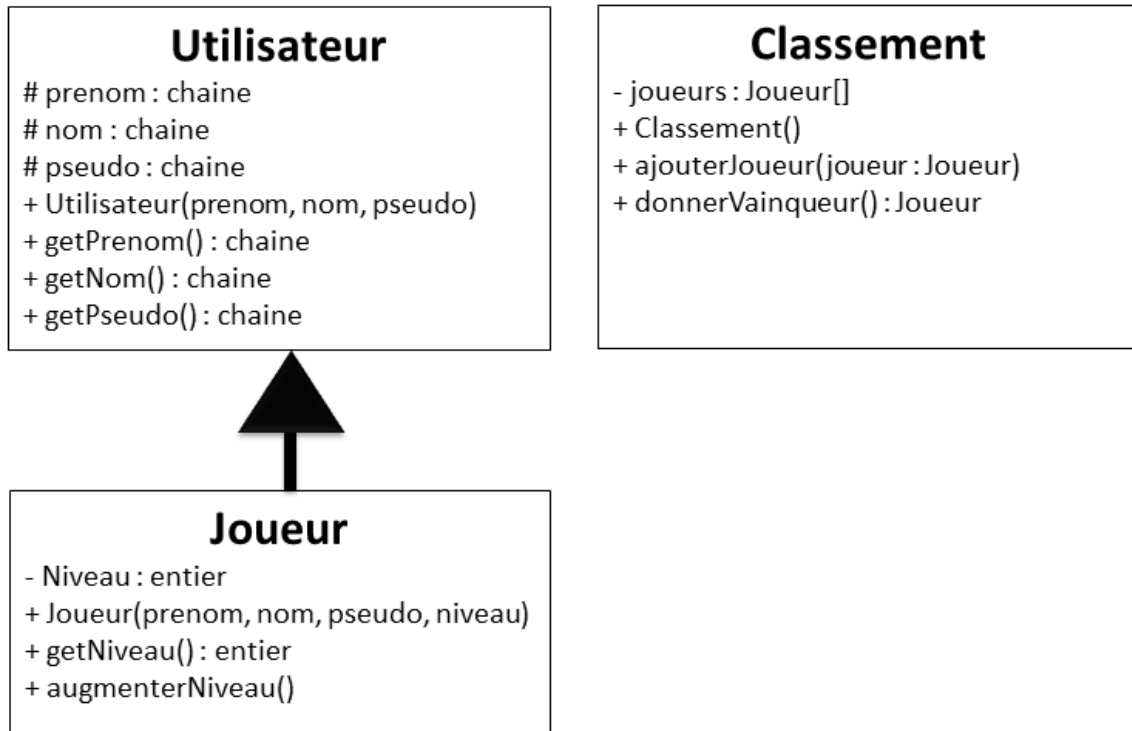 Utilisateur
# prenom : chaine
# nom : chaine
# pseudo : chaine
+ Utilisateur(prenom, nom, pseudo)
+ getPrenom() : chaine
+ getNom() : chaine
+ getPseudo() : chaine
Classement
- joueurs : Joueur[]
+ Classement()
+ ajouterJoueur(joueur : Joueur)
+ donnerVainqueur() : Joueur
Joueur
- Niveau : entier
+ Joueur(prenom, nom, pseudo, niveau)
+ getNiveau() : entier
+ augmenterNiveau()